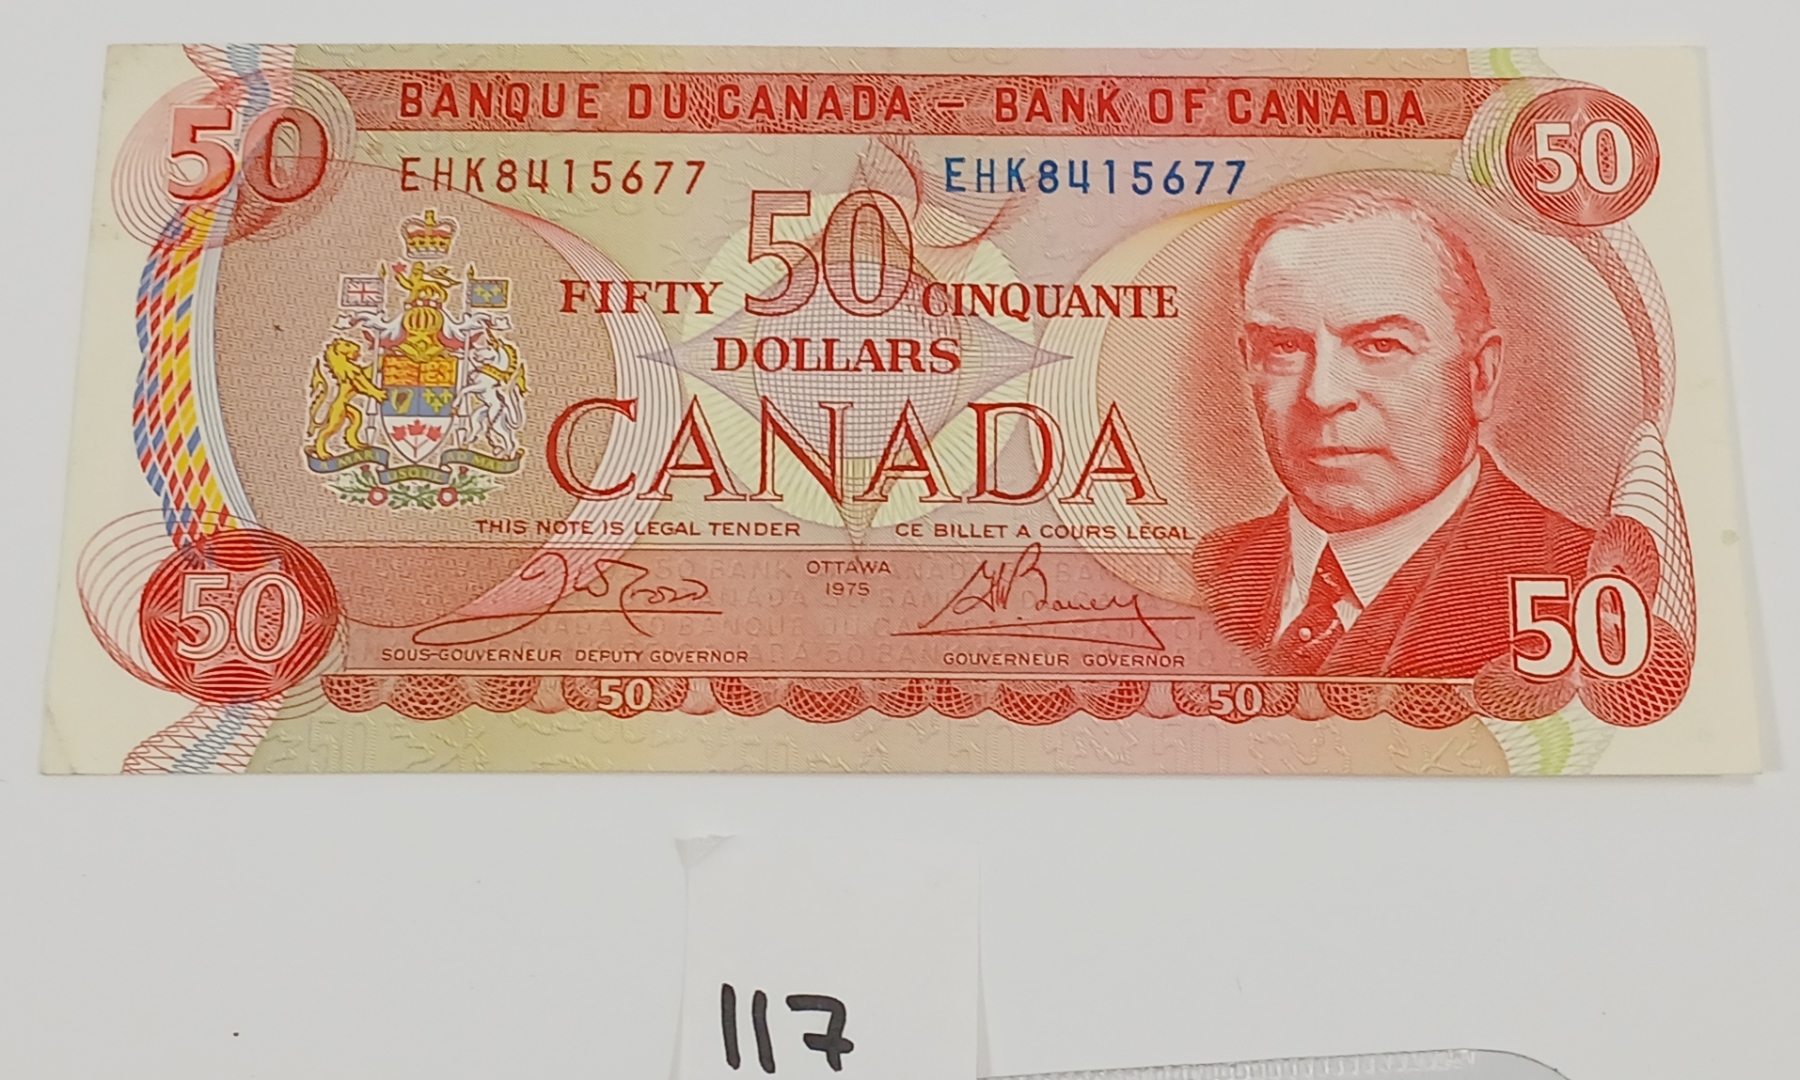 BANQUE DU CANADA — BANK OF CANADA
50
50
EHK8415677 EHK8415677
50
FIFTY CINQUANTE
DOLLARS
CANADA
THIS NOTE IS LEGAL TENDER CE BILLET A COURS LÉGAL
OTTAWA
1975
50
50
SOUS-GOUVERNEUR DEPUTY GOVERNOR GOUVERNEUR GOVERNOR
50 50
117